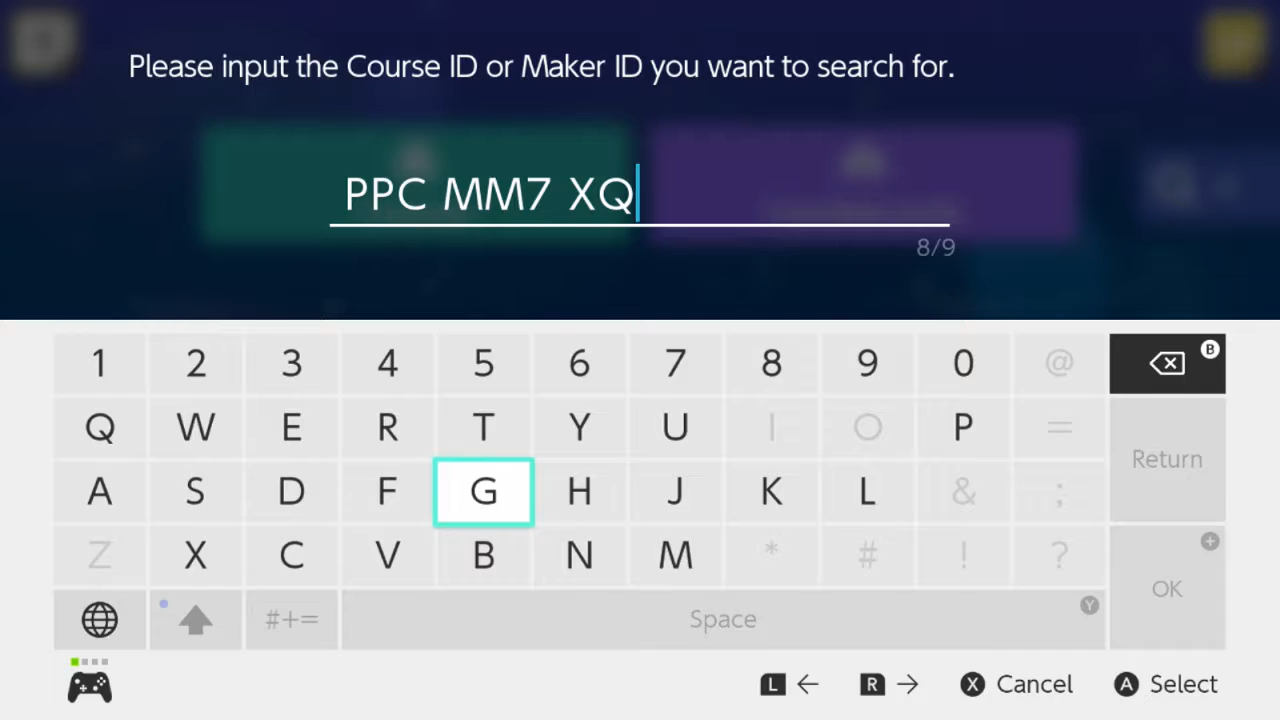 Please input the Course ID or Maker ID you want to search for.
PPC MM7 XQ
8/9
1 2 3 4 5 6 7 8 9 0 @ B
Q W E R T Y U I O P =
Return
A S D F G H J K L & ;
Z X C V B N M * # ! ? +
OK
#+= Space Y
L ← R → X Cancel A Select